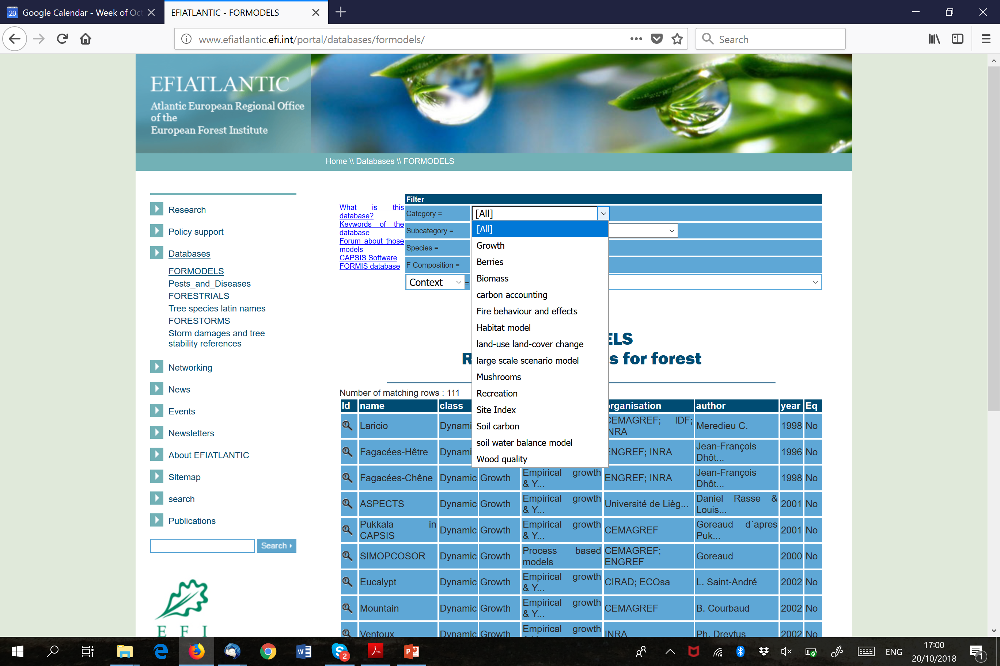 Google Calendar - Week of Oct
EFIATLANTIC - FORMODELS
www.efiatlantic.efi.int/portal/databases/formodels/
Search
EFIATLANTIC
Atlantic European Regional Office
of the
European Forest Institute
Home \\ Databases \\ FORMODELS
Research
Policy support
Databases
FORMODELS
Pests_and_Diseases
FORESTRIALS
Tree species latin names
FORESTORMS
Storm damages and tree
stability references
Networking
News
Events
Newsletters
About EFIATLANTIC
Sitemap
search
Publications
Search
E F I
What is this
database?
Keywords of the
database
Forum about those
models
CAPSIS Software
FORMIS database
Filter
Category =
[All]
Subcategory =
Species =
F Composition =
Context
=
[All]
Growth
Berries
Biomass
carbon accounting
Fire behaviour and effects
Habitat model
land-use land-cover change
large scale scenario model
Mushrooms
Recreation
Site Index
Soil carbon
soil water balance model
Wood quality
ELS
R s for forest
Number of matching rows : 111
Id name class rganisation author year Eq
Laricio Dynami CEMAGREF; IDF; NRA Meredieu C. 1998 No
Fagacées-Hêtre Dynami ENGREF; INRA Jean-François Dhôt... 1996 No
Fagacées-Chêne Dynamic Growth Empirical growth & Y... ENGREF; INRA Jean-François Dhôt... 1998 No
ASPECTS Dynamic Growth Empirical growth & Y... Université de Lièg... Daniel Rasse & Louis... 2001 No
Pukkala in CAPSIS Dynamic Growth Empirical growth & Y... CEMAGREF Goreaud d´apres Puk... 2001 No
SIMOPCOSOR Dynamic Growth Process based models CEMAGREF; ENGREF Goreaud 2000 No
Eucalypt Dynamic Growth Empirical growth & Y... CIRAD; ECOsa L. Saint-André 2002 No
Mountain Dynamic Growth Empirical growth & Y... CEMAGREF B. Courbaud 2002 No
Ventoux Dynamic Growth Empirical growth INRA Ph. Dreyfus 2002 No
ENG
17:00
20/10/2018